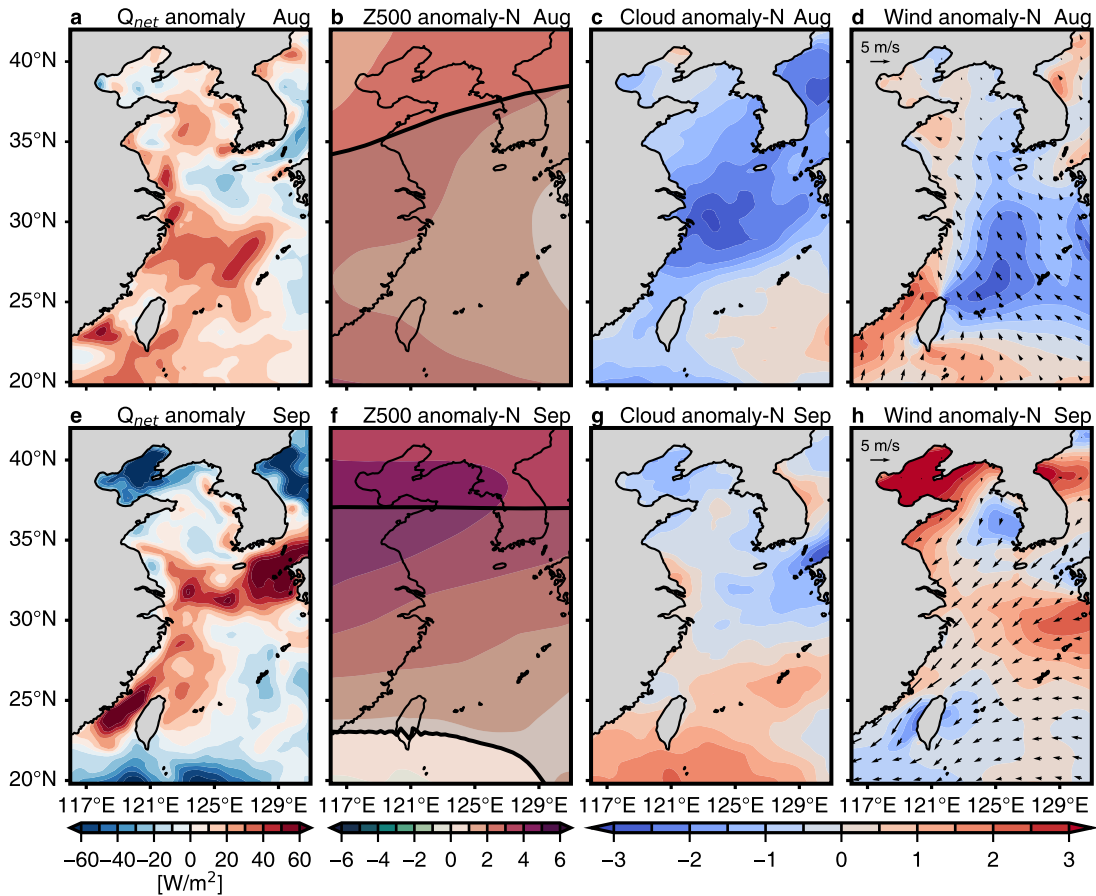 a Qnet anomaly Aug b Z500 anomaly-N Aug c Cloud anomaly-N Aug d Wind anomaly-N Aug
40°N 5 m/s
35°N
30°N
25°N
20°N
e Qnet anomaly Sep f Z500 anomaly-N Sep g Cloud anomaly-N Sep h Wind anomaly-N Sep
40°N 5 m/s
35°N
30°N
25°N
20°N
117°E 121°E 125°E 129°E 117°E 121°E 125°E 129°E 117°E 121°E 125°E 129°E 117°E 121°E 125°E 129°E
−60 −40 −20 0 20 40 60 −6 −4 −2 0 2 4 6 −3 −2 −1 0 1 2 3
[W/m²]